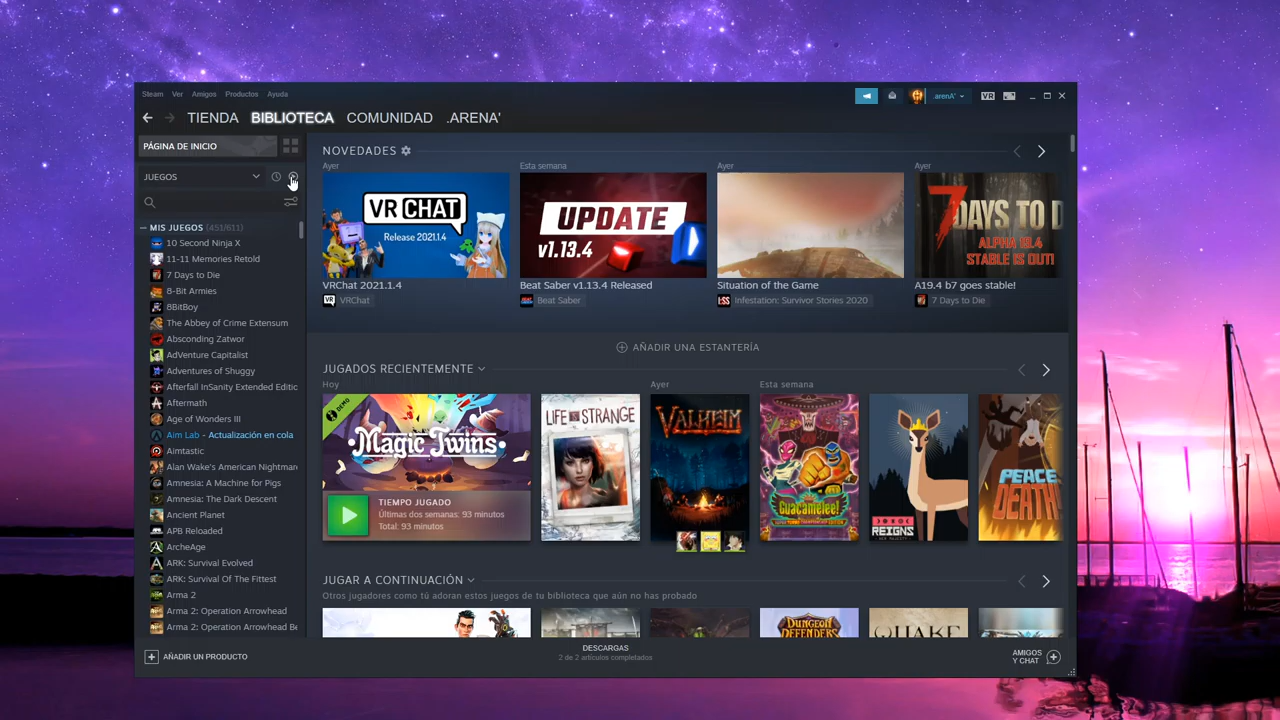 Steam Ver Amigos Productos Ayuda
.arenA'
VR
TIENDA BIBLIOTECA COMUNIDAD .ARENA'
PÁGINA DE INICIO
JUEGOS
MIS JUEGOS (451/611)
10 Second Ninja X
11-11 Memories Retold
7 Days to Die
8-Bit Armies
8BitBoy
The Abbey of Crime Extensum
Absconding Zatwor
AdVenture Capitalist
Adventures of Shuggy
Afterfall InSanity Extended Editic
Aftermath
Age of Wonders III
Aim Lab - Actualización en cola
Aimtastic
Alan Wake's American Nightmare
Amnesia: A Machine for Pigs
Amnesia: The Dark Descent
Ancient Planet
APB Reloaded
ArcheAge
ARK: Survival Evolved
ARK: Survival Of The Fittest
Arma 2
Arma 2: Operation Arrowhead
Arma 2: Operation Arrowhead Be
NOVEDADES
Ayer
VRCHAT
Release 2021.1.4
VRChat 2021.1.4
VR VRChat
Esta semana
UPDATE
v1.13.4
Beat Saber v1.13.4 Released
Beat Saber
Ayer
Situation of the Game
I:SS Infestation: Survivor Stories 2020
Ayer
7 DAYS TO D
ALPHA 19.4
STABLE IS OUT!
A19.4 b7 goes stable!
7 Days to Die
AÑADIR UNA ESTANTERÍA
JUGADOS RECIENTEMENTE
Hoy
DEMO
Magic Twins
TIEMPO JUGADO
Últimas dos semanas: 93 minutos
Total: 93 minutos
LIFE IS STRANGE
Ayer
VALHEIM
Esta semana
Guacamelee!
SUPER TURBO CHAMPIONSHIP EDITION
REIGNS
HER MAJESTY
PEACE
DEATH!
JUGAR A CONTINUACIÓN
Otros jugadores como tú adoran estos juegos de tu biblioteca que aún no has probado
DUNGEON
DEFENDERS
QUAKE
AÑADIR UN PRODUCTO
DESCARGAS
2 de 2 artículos completados
AMIGOS
Y CHAT